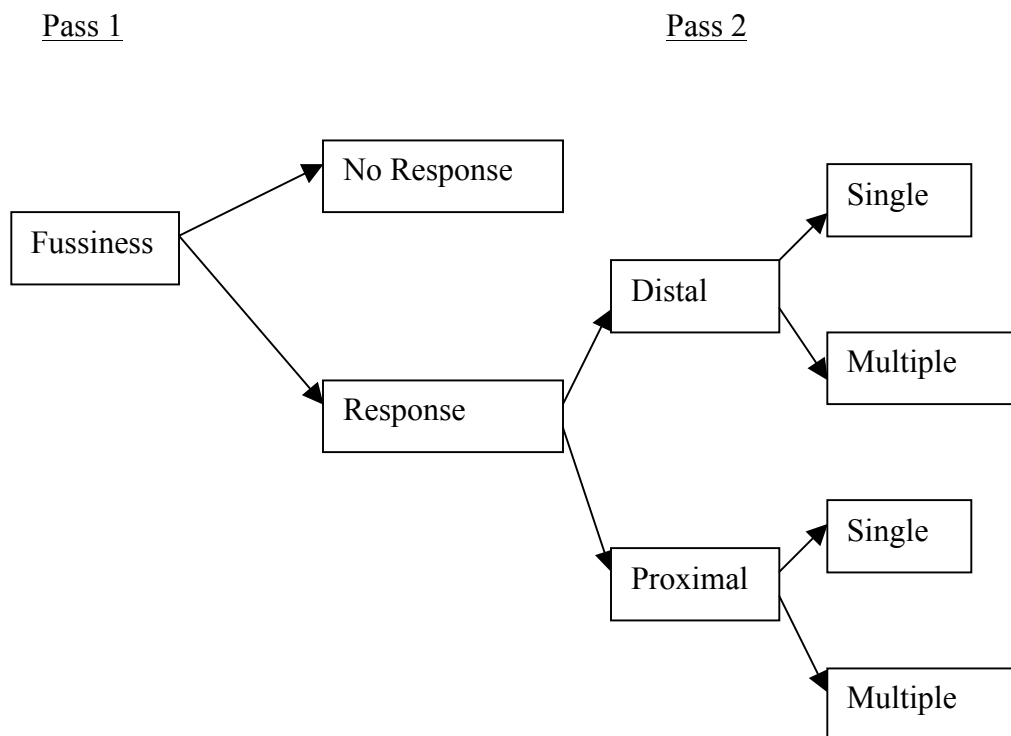 Pass 1
Pass 2
No Response
Single
Fussiness
Distal
Multiple
Response
Single
Proximal
Multiple